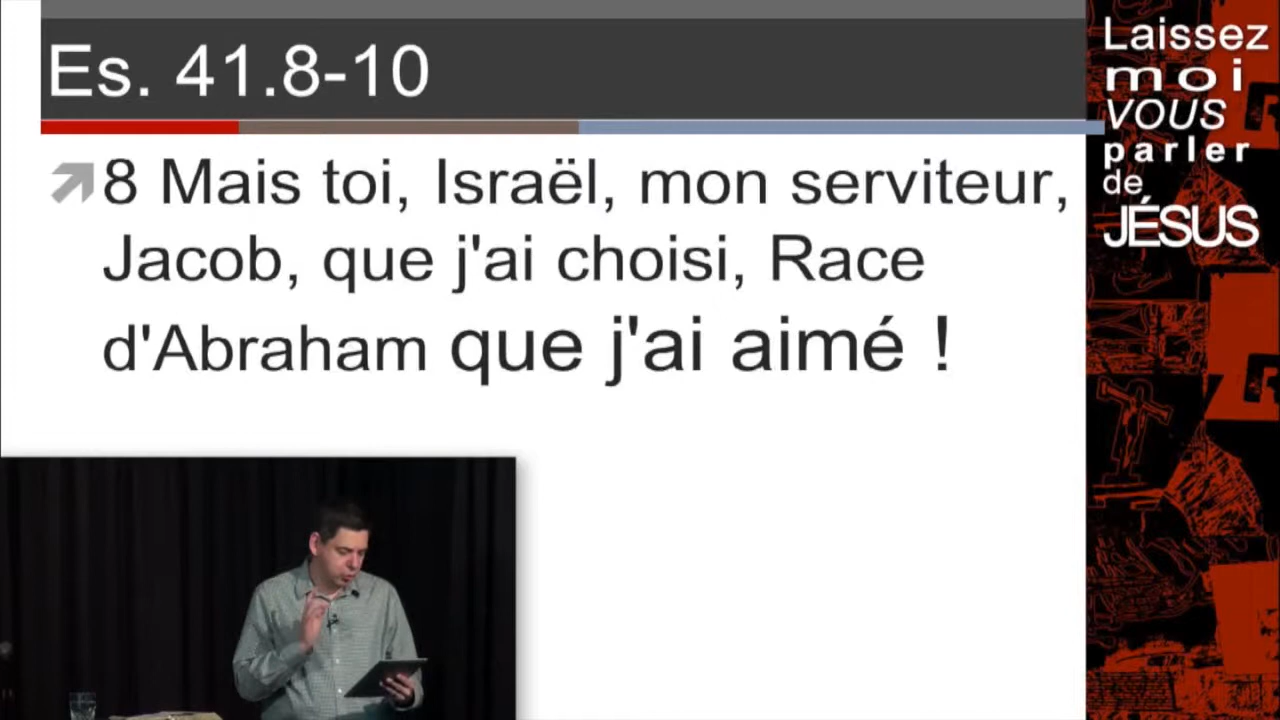 Es. 41.8-10
8 Mais toi, Israël, mon serviteur,
Jacob, que j'ai choisi, Race
d'Abraham que j'ai aimé !
Laissez
moi
VOUS
parler
de
JÉSUS